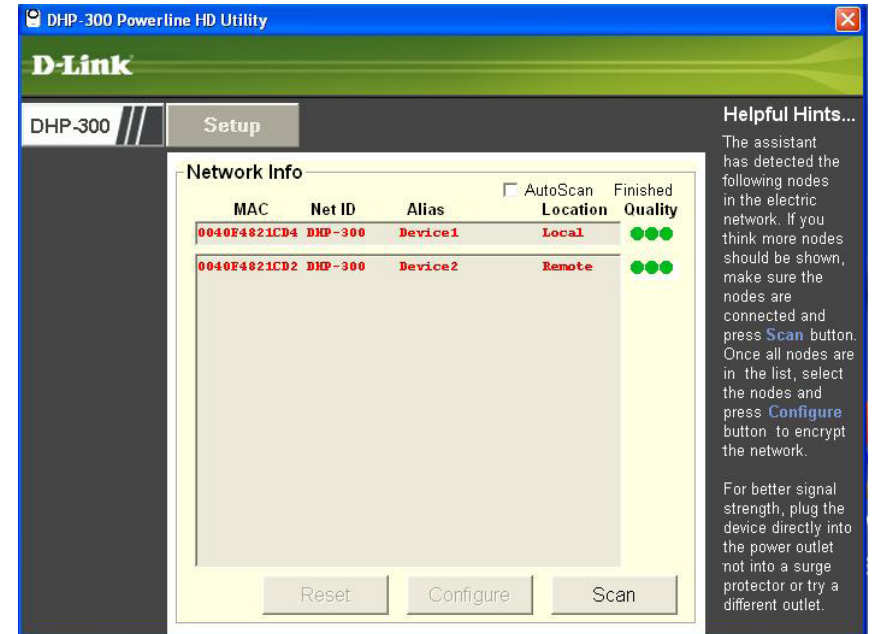 DHP-300 Powerline HD Utility
D-Link
DHP-300
Setup
Network Info
AutoScan Finished
MAC Net ID Alias Location Quality
0040F4821CD4 DHP-300 Device1 Local
0040F4821CD2 DHP-300 Device2 Remote
Reset Configure Scan
Helpful Hints...
The assistant
has detected the
following nodes
in the electric
network. If you
think more nodes
should be shown,
make sure the
nodes are
connected and
press Scan button.
Once all nodes are
in the list, select
the nodes and
press Configure
button to encrypt
the network.
For better signal
strength, plug the
device directly into
the power outlet
not into a surge
protector or try a
different outlet.